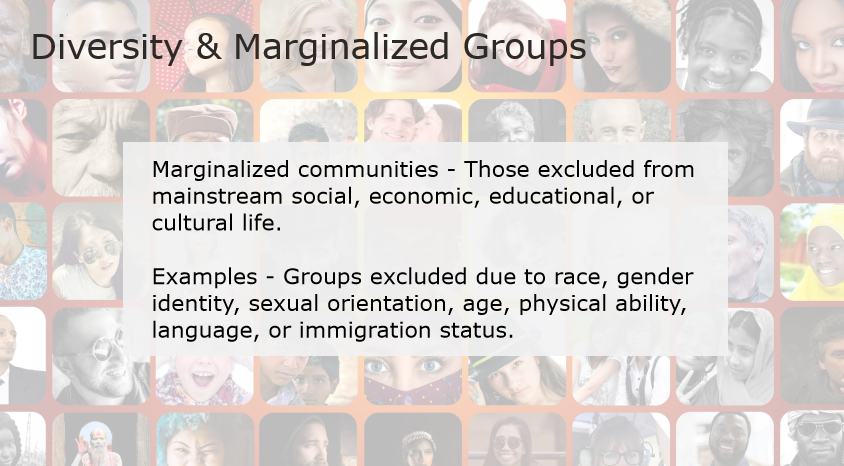 Diversity & Marginalized Groups
Marginalized communities - Those excluded from
mainstream social, economic, educational, or
cultural life.
Examples - Groups excluded due to race, gender
identity, sexual orientation, age, physical ability,
language, or immigration status.